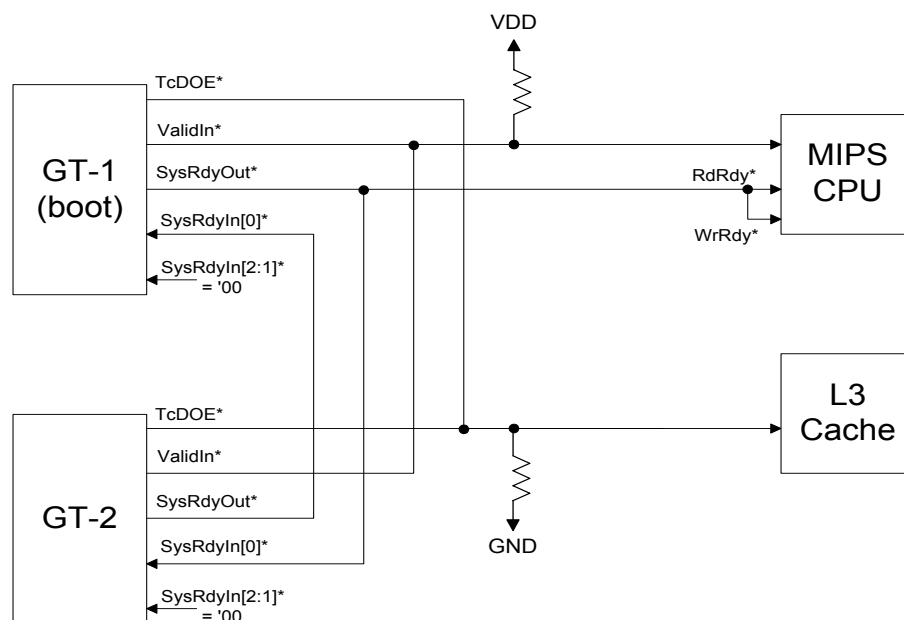 VDD
TcDOE*
ValidIn*
GT-1
(boot)
SysRdyOut*
SysRdyIn[0]*
SysRdyIn[2:1]*
= '00
RdRdy*
WrRdy*
MIPS
CPU
TcDOE*
ValidIn*
GT-2
SysRdyOut*
SysRdyIn[0]*
SysRdyIn[2:1]*
= '00
L3
Cache
GND